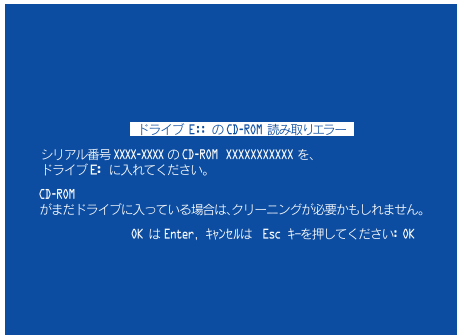 ドライブ E:: の CD-ROM 読み取りエラー
シリアル番号 XXXX-XXXX の CD-ROM XXXXXXXXXXX を、
ドライブ E: に入れてください。
CD-ROM
がまだドライブに入っている場合は、クリーニングが必要かもしれません。
OK は Enter, ｷｬﾝｾﾙは Esc キーを押してください: OK